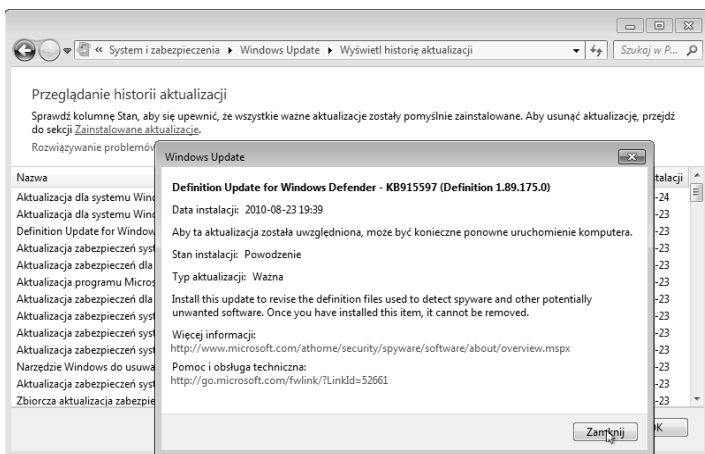 « System i zabezpieczenia ▸ Windows Update ▸ Wyświetl historię aktualizacji
Szukaj w P...
Przeglądanie historii aktualizacji
Sprawdź kolumnę Stan, aby się upewnić, że wszystkie ważne aktualizacje zostały pomyślnie zainstalowane. Aby usunąć aktualizację, przejdź
do sekcji Zainstalowane aktualizacje.
Rozwiązywanie problemów
Nazwa
talacji
Aktualizacja dla systemu Wind
-24
Aktualizacja dla systemu Wind
-23
Definition Update for Window
-23
Aktualizacja zabezpieczeń syst
-23
Aktualizacja zabezpieczeń dla
-23
Aktualizacja programu Micros
-23
Aktualizacja zabezpieczeń dla
-23
Aktualizacja zabezpieczeń syst
-23
Aktualizacja zabezpieczeń syst
-23
Aktualizacja zabezpieczeń syst
-23
Narzędzie Windows do usuwa
-23
Aktualizacja zabezpieczeń syst
-23
Zbiorcza aktualizacja zabezpie
-23
Windows Update
Definition Update for Windows Defender - KB915597 (Definition 1.89.175.0)
Data instalacji: 2010-08-23 19:39
Aby ta aktualizacja została uwzględniona, może być konieczne ponowne uruchomienie komputera.
Stan instalacji: Powodzenie
Typ aktualizacji: Ważna
Install this update to revise the definition files used to detect spyware and other potentially
unwanted software. Once you have installed this item, it cannot be removed.
Więcej informacji:
http://www.microsoft.com/athome/security/spyware/software/about/overview.mspx
Pomoc i obsługa techniczna:
http://go.microsoft.com/fwlink/?LinkId=52661
Zamknij
K